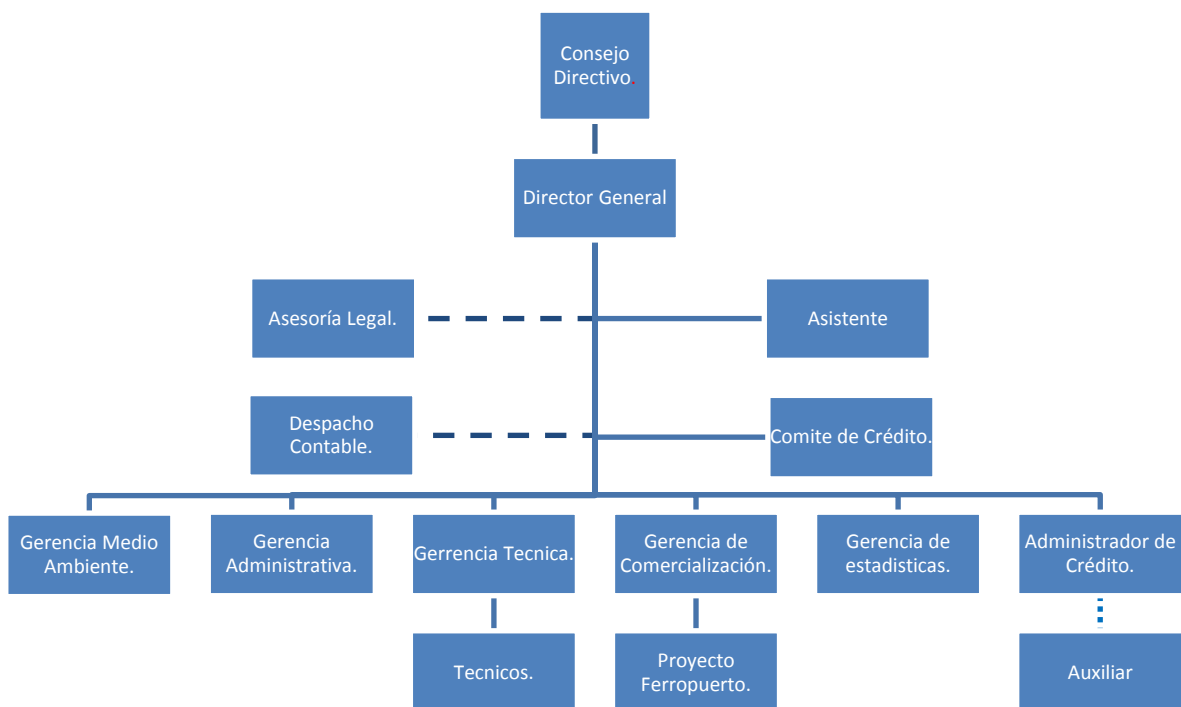 Consejo
Directivo.
Director General
Asesoría Legal.
Asistente
Despacho
Contable.
Comite de Crédito.
Gerencia Medio
Ambiente.
Gerencia
Administrativa.
Gerrencia Tecnica.
Gerencia de
Comercialización.
Gerencia de
estadisticas.
Administrador de
Crédito.
Tecnicos.
Proyecto
Ferropuerto.
Auxiliar